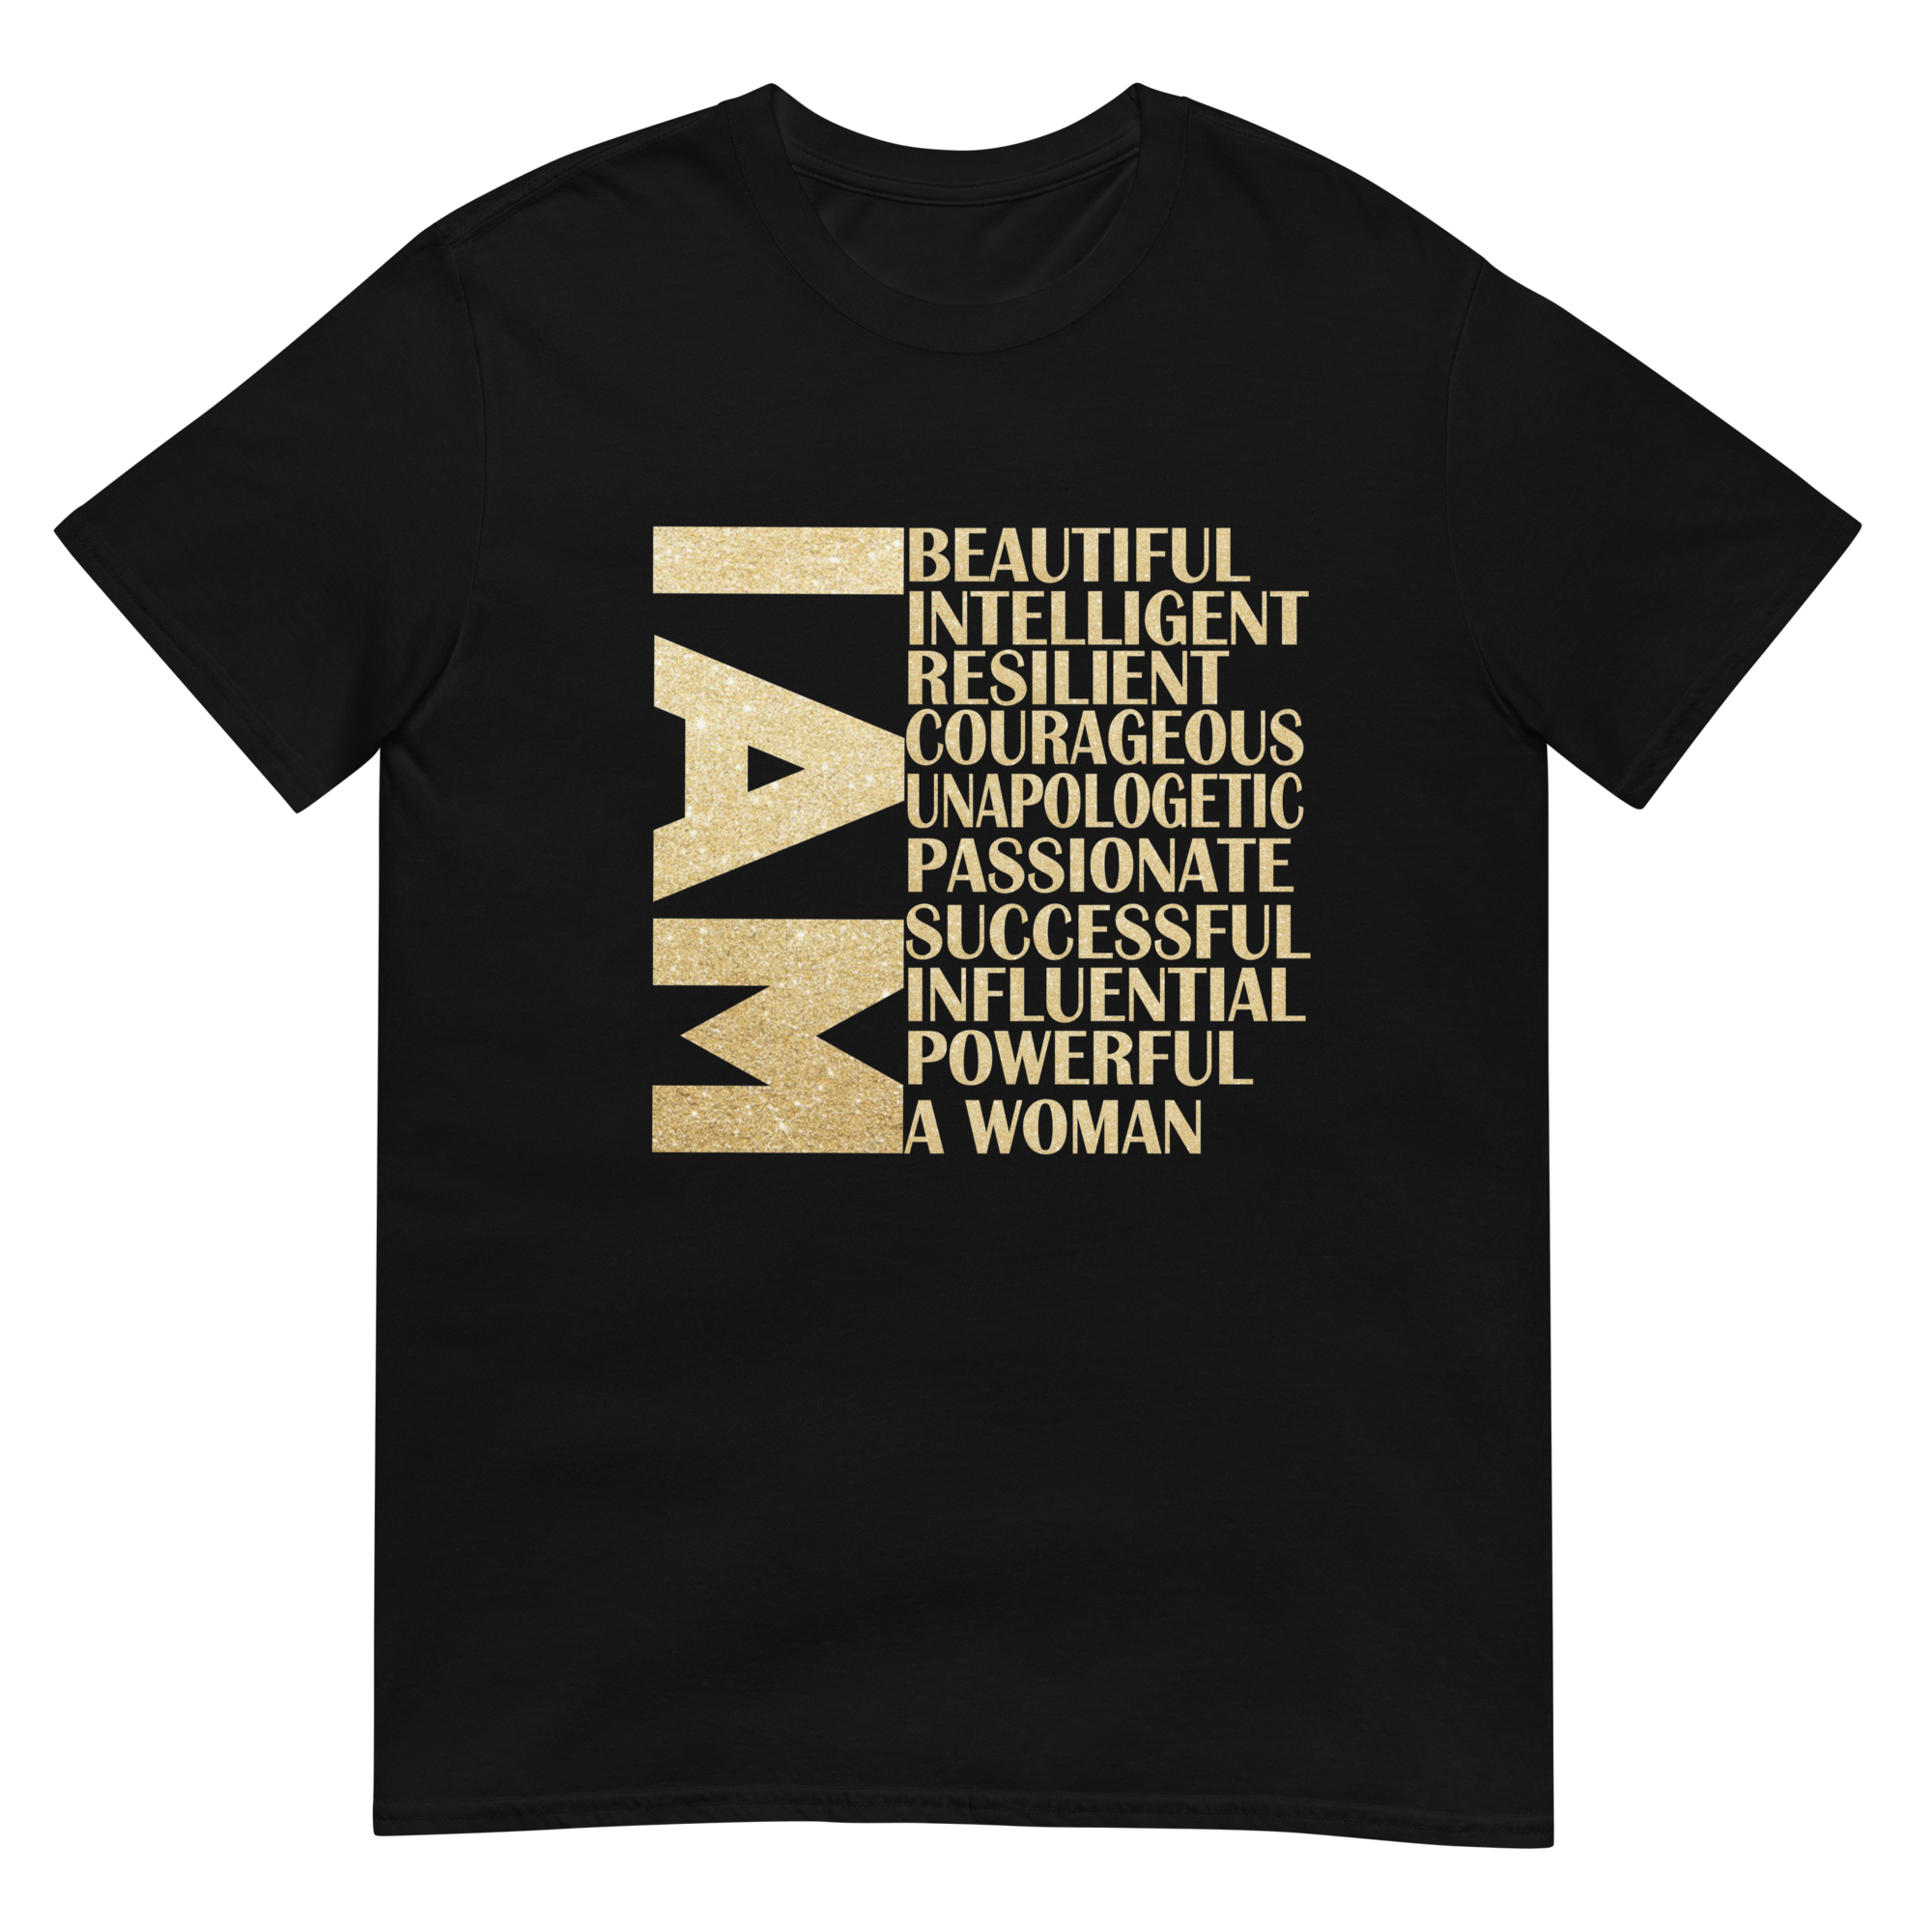 I AM
BEAUTIFUL
INTELLIGENT
RESILIENT
COURAGEOUS
UNAPOLOGETIC
PASSIONATE
SUCCESSFUL
INFLUENTIAL
POWERFUL
A WOMAN